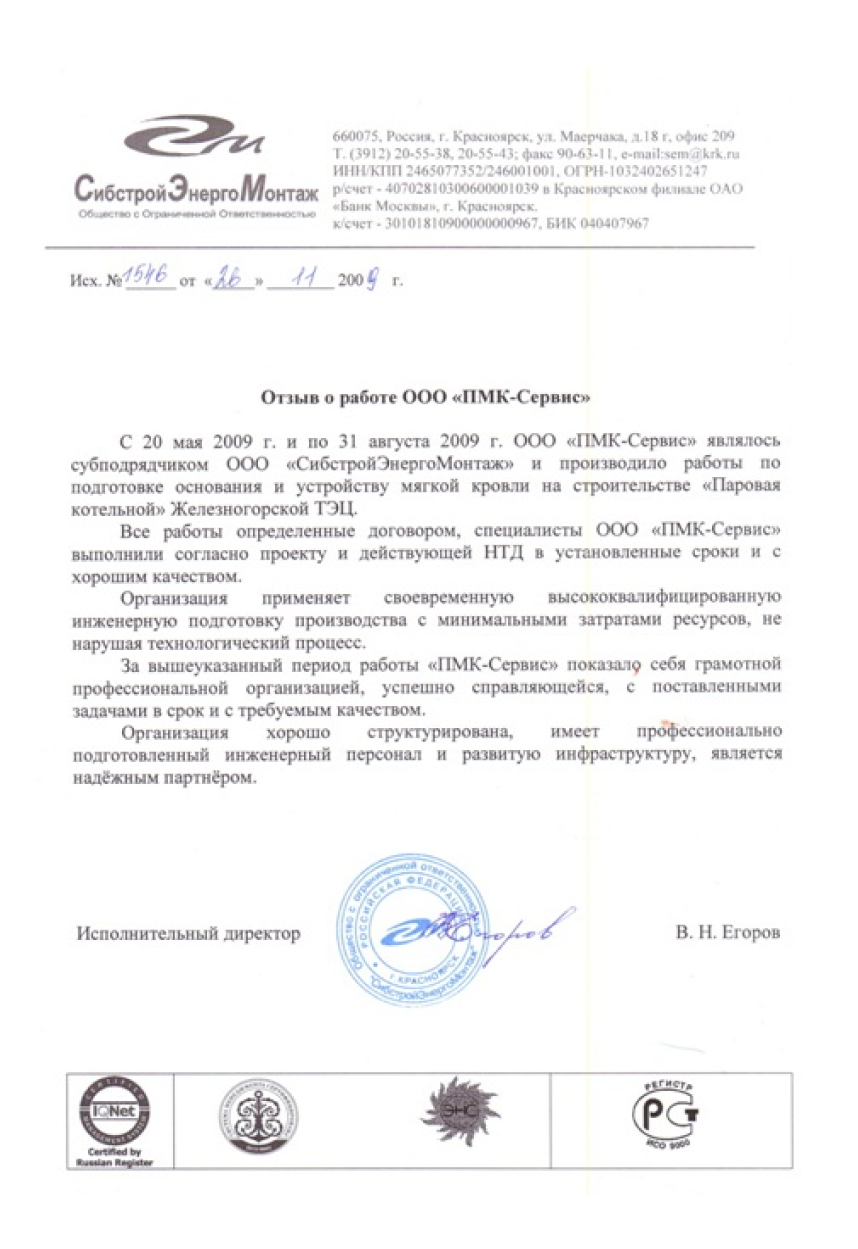 СибстройЭнергоМонтаж
Общество с Ограниченной Ответственностью
660075, Россия, г. Красноярск, ул. Маерчака, д.18 г, офис 209
Т. (3912) 20-55-38, 20-55-43; факс 90-63-11, e-mail:sem@krk.ru
ИНН/КПП 2465077352/246001001, ОГРН-1032402651247
р/счет - 40702810300600001039 в Красноярском филиале ОАО
«Банк Москвы», г. Красноярск.
к/счет - 30101810900000000967, БИК 040407967
Исх. № 1546 от «26» 11 2009 г.
Отзыв о работе ООО «ПМК-Сервис»
С 20 мая 2009 г. и по 31 августа 2009 г. ООО «ПМК-Сервис» являлось
субподрядчиком ООО «СибстройЭнергоМонтаж» и производило работы по
подготовке основания и устройству мягкой кровли на строительстве «Паровая
котельной» Железногорской ТЭЦ.
Все работы определенные договором, специалисты ООО «ПМК-Сервис»
выполнили согласно проекту и действующей НТД в установленные сроки и с
хорошим качеством.
Организация применяет своевременную высококвалифицированную
инженерную подготовку производства с минимальными затратами ресурсов, не
нарушая технологический процесс.
За вышеуказанный период работы «ПМК-Сервис» показало себя грамотной
профессиональной организацией, успешно справляющейся, с поставленными
задачами в срок и с требуемым качеством.
Организация хорошо структурирована, имеет профессионально
подготовленный инженерный персонал и развитую инфраструктуру, является
надёжным партнёром.
Исполнительный директор
Общество с ограниченной ответственностью
РОССИЙСКАЯ ФЕДЕРАЦИЯ
г. КРАСНОЯРСК
"СибстройЭнергоМонтаж"
Егоров
В. Н. Егоров
CERTIFIED
IQNet
MANAGEMENT SYSTEM
Certified by
Russian Register
ЭНС
РЕГИСТР
РСТ
ИСО 9000